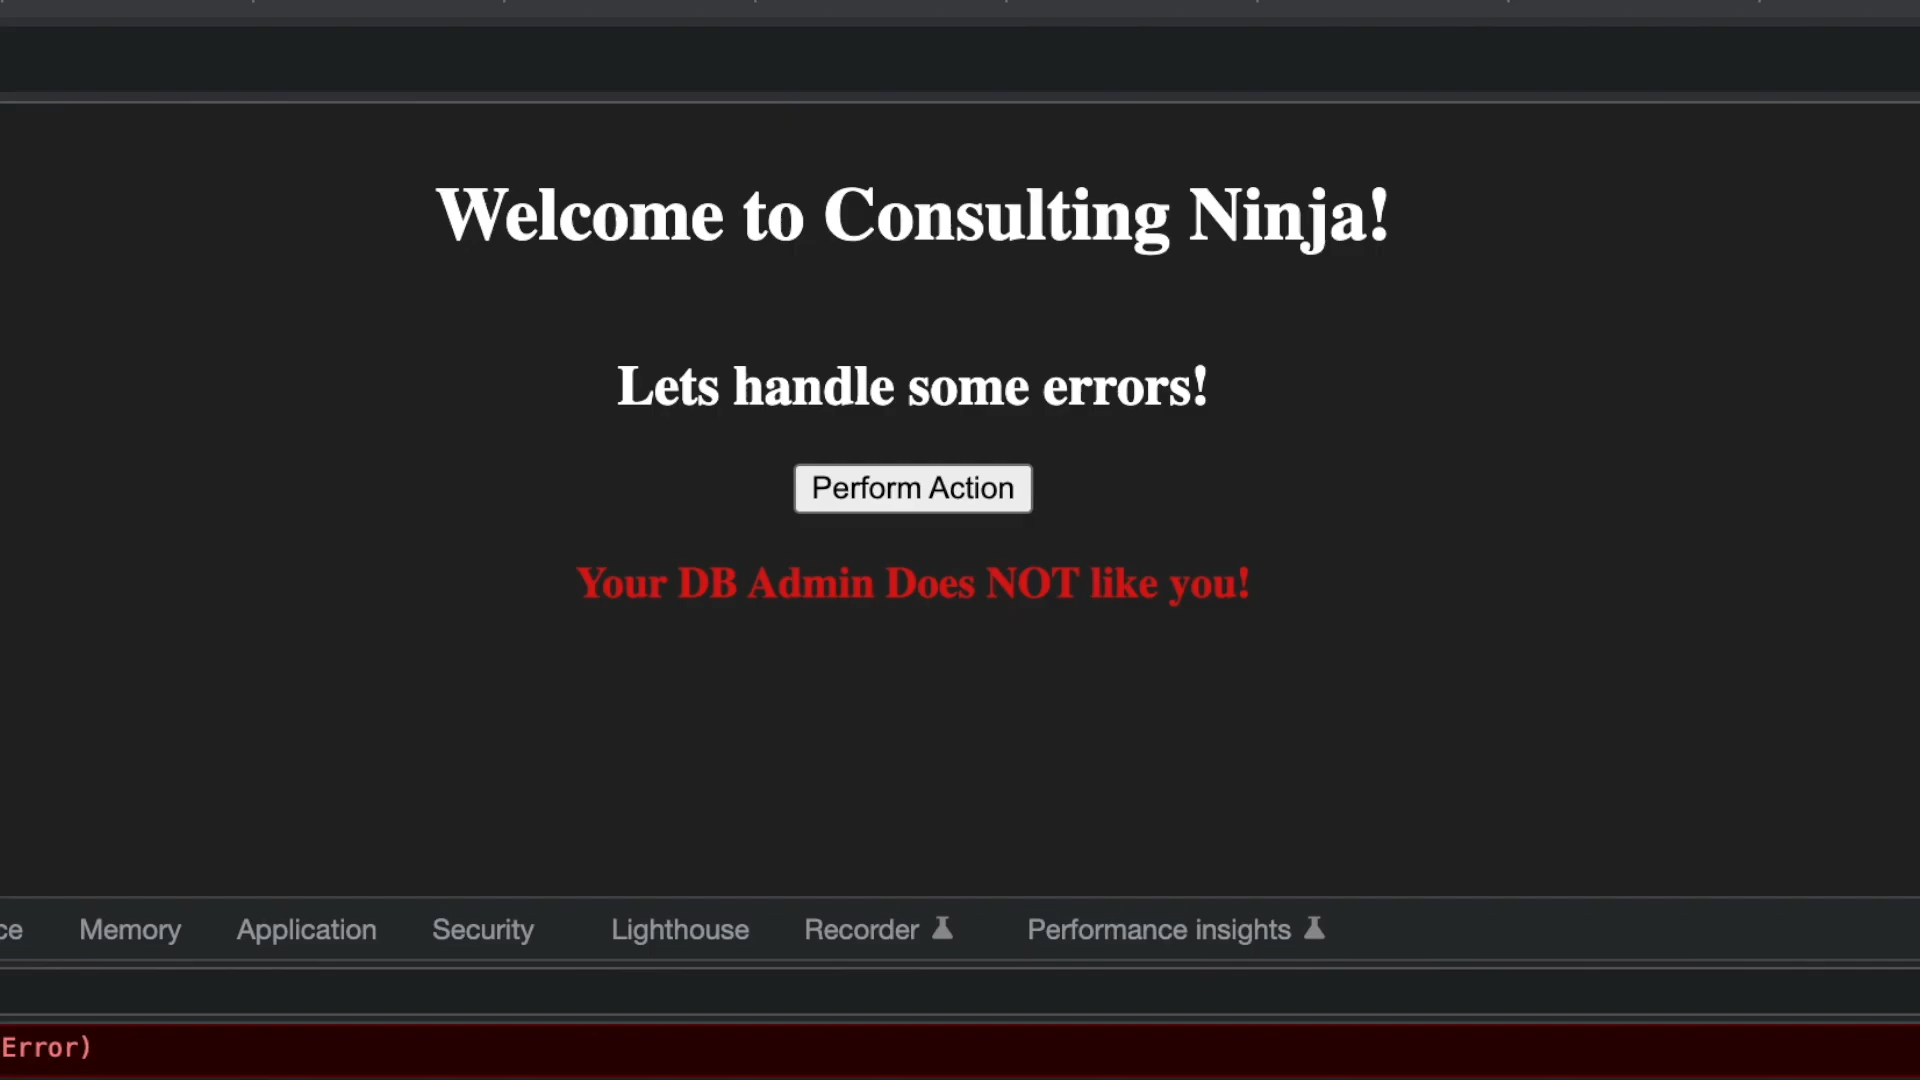 Welcome to Consulting Ninja!
Lets handle some errors!
Perform Action
Your DB Admin Does NOT like you!
ce Memory Application Security Lighthouse Recorder Performance insights
Error)